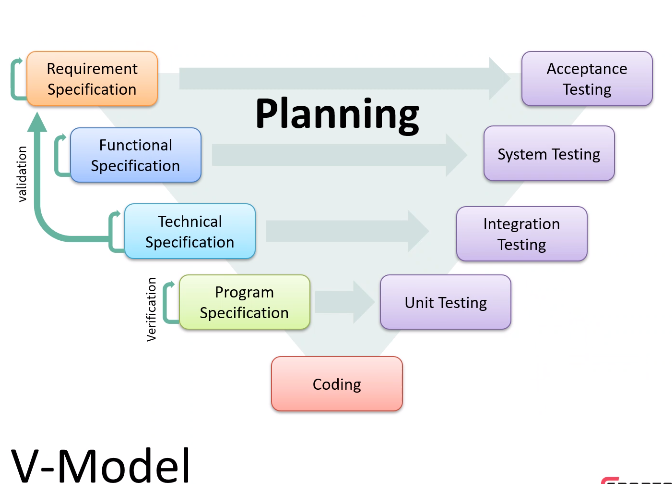 Requirement
Specification
Acceptance
Testing
Planning
Functional
Specification
System Testing
validation
Technical
Specification
Integration
Testing
Verification
Program
Specification
Unit Testing
Coding
V-Model